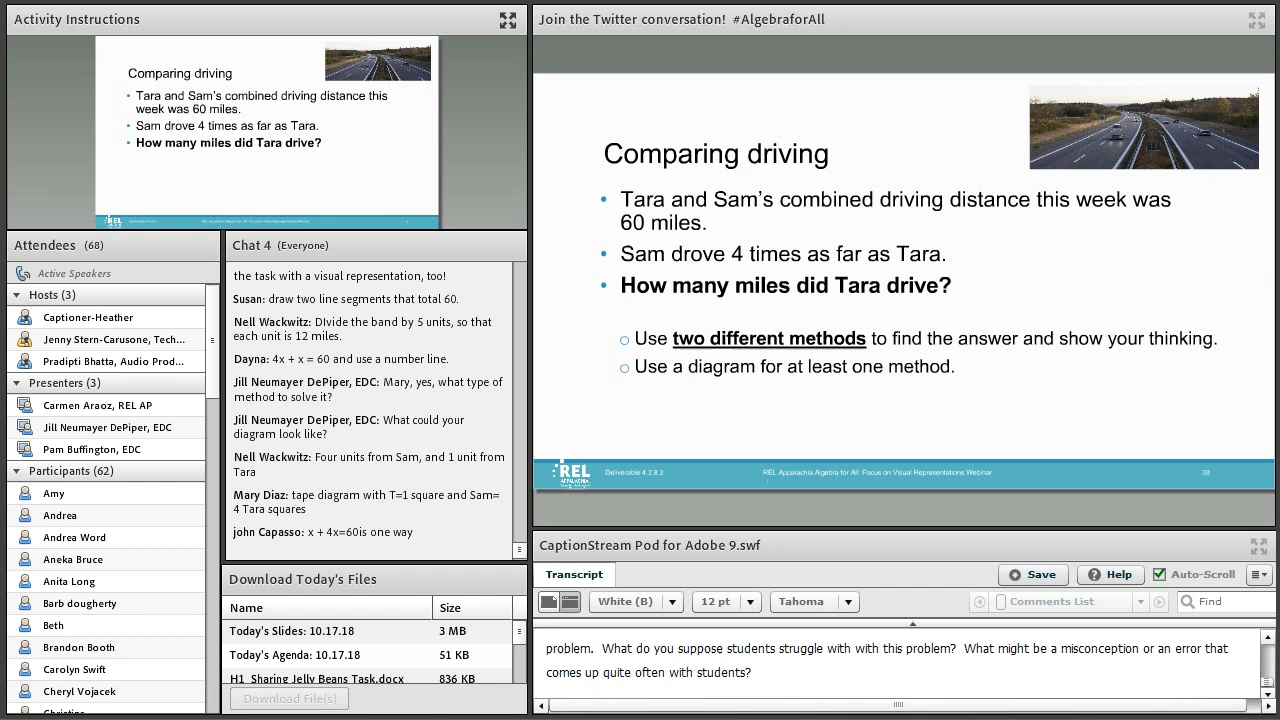 Activity Instructions
Comparing driving
• Tara and Sam's combined driving distance this
week was 60 miles.
• Sam drove 4 times as far as Tara.
• How many miles did Tara drive?
REL
Attendees (68)
Active Speakers
Hosts (3)
Captioner-Heather
Jenny Stern-Carusone, Tech...
Pradipti Bhatta, Audio Prod...
Presenters (3)
Carmen Araoz, REL AP
Jill Neumayer DePiper, EDC
Pam Buffington, EDC
Participants (62)
Amy
Andrea
Andrea Word
Aneka Bruce
Anita Long
Barb dougherty
Beth
Brandon Booth
Carolyn Swift
Cheryl Vojacek
Chat 4 (Everyone)
the task with a visual representation, too!
Susan: draw two line segments that total 60.
Nell Wackwitz: DIvide the band by 5 units, so that
each unit is 12 miles.
Dayna: 4x + x = 60 and use a number line.
Jill Neumayer DePiper, EDC: Mary, yes, what type of
method to solve it?
Jill Neumayer DePiper, EDC: What could your
diagram look like?
Nell Wackwitz: Four units from Sam, and 1 unit from
Tara
Mary Diaz: tape diagram with T=1 square and Sam=
4 Tara squares
john Capasso: x + 4x=60is one way
Download Today's Files
Name Size
Today's Slides: 10.17.18 3 MB
Today's Agenda: 10.17.18 51 KB
H1_Sharing Jelly Beans Task.docx 836 KB
Download File(s)
Join the Twitter conversation! #AlgebraforAll
Comparing driving
• Tara and Sam's combined driving distance this week was
60 miles.
• Sam drove 4 times as far as Tara.
• How many miles did Tara drive?
○ Use two different methods to find the answer and show your thinking.
○ Use a diagram for at least one method.
REL
APPALACHIA
Deliverable 4.2.8.2 REL Appalachia Algebra for All: Focus on Visual Representations Webinar 38
CaptionStream Pod for Adobe 9.swf
Transcript Save Help Auto-Scroll
White (B) 12 pt Tahoma Comments List Find
problem. What do you suppose students struggle with with this problem? What might be a misconception or an error that
comes up quite often with students?